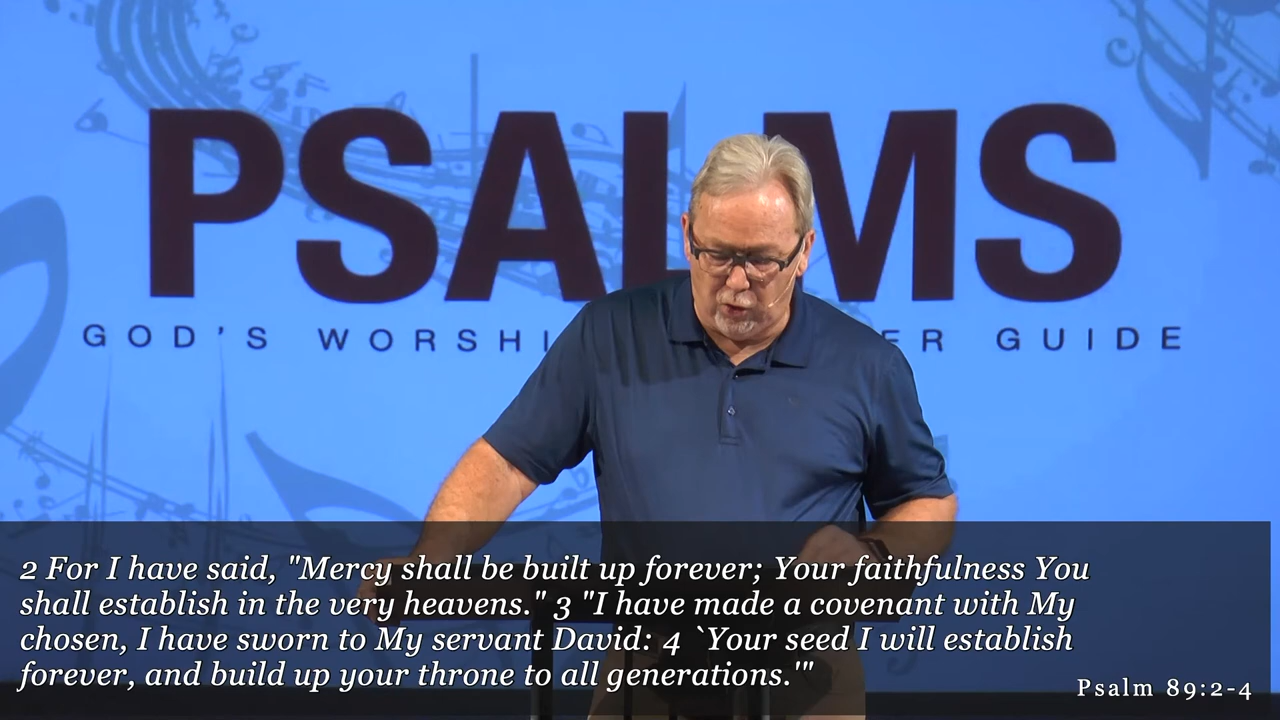 PSALMS
GOD'S WORSHI ER GUIDE
2 For I have said, "Mercy shall be built up forever; Your faithfulness You
shall establish in the very heavens." 3 "I have made a covenant with My
chosen, I have sworn to My servant David: 4 `Your seed I will establish
forever, and build up your throne to all generations.'"
Psalm 89:2-4